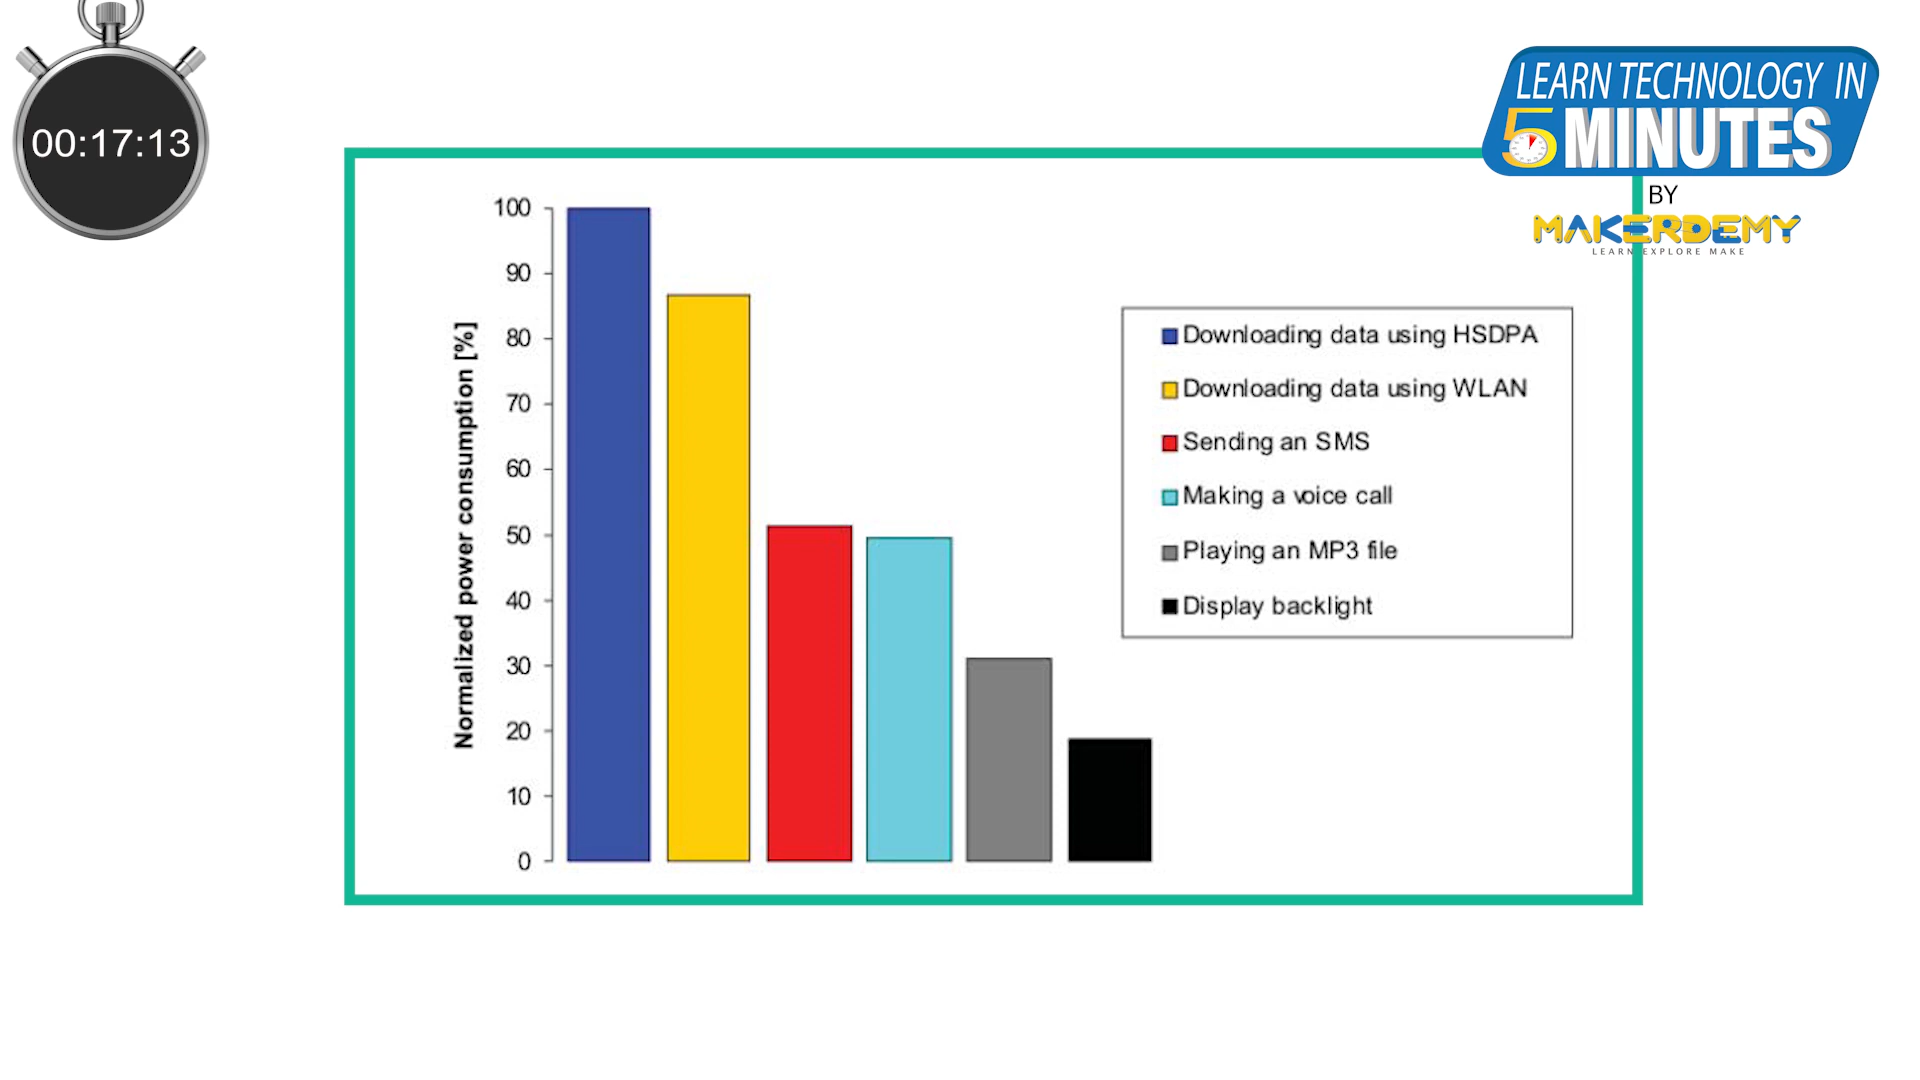 00:17:13
LEARN TECHNOLOGY IN
5 MINUTES
BY
MAKERDEMY
LEARN EXPLORE MAKE
Normalized power consumption [%]
100
90
80
70
60
50
40
30
20
10
0
Downloading data using HSDPA
Downloading data using WLAN
Sending an SMS
Making a voice call
Playing an MP3 file
Display backlight